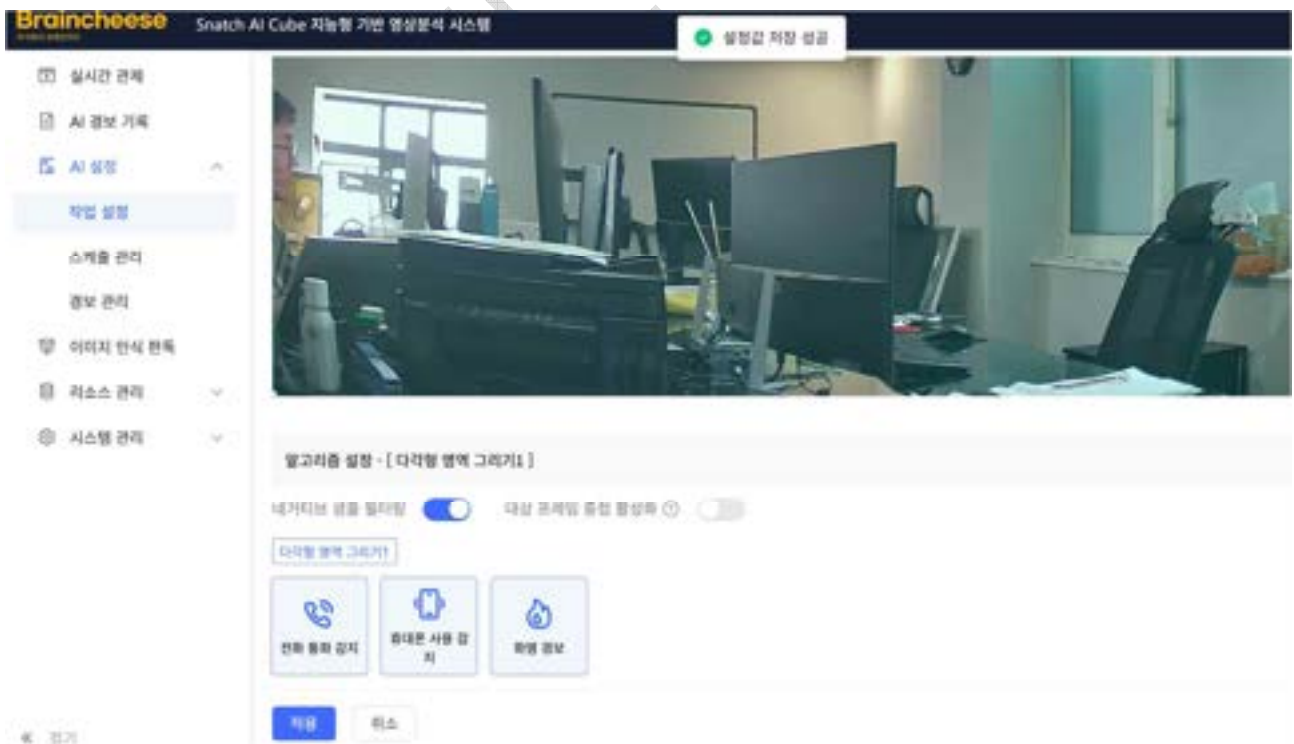 Braincheese Snatch AI Cube 지능형 기반 영상분석 시스템
설정값 저장 성공
실시간 관제
AI 경보 기록
AI 설정
작업 설정
스케줄 관리
경보 관리
이미지 인식 판독
리소스 관리
시스템 관리
알고리즘 설정 - [ 다각형 영역 그리기1 ]
네거티브 샘플 필터링 대상 프레임 중첩 활성화
다각형 영역 그리기1
전화 통화 감지
휴대폰 사용 감
지
화염 경보
적용 취소
접기